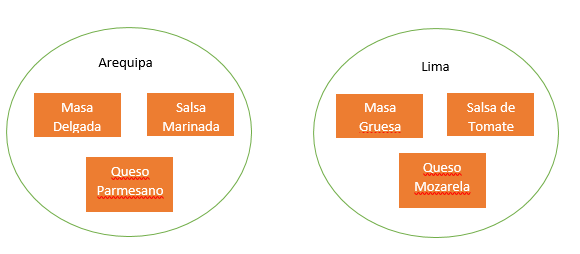 Arequipa
Masa
Delgada
Salsa
Marinada
Queso
Parmesano
Lima
Masa
Gruesa
Salsa de
Tomate
Queso
Mozarela